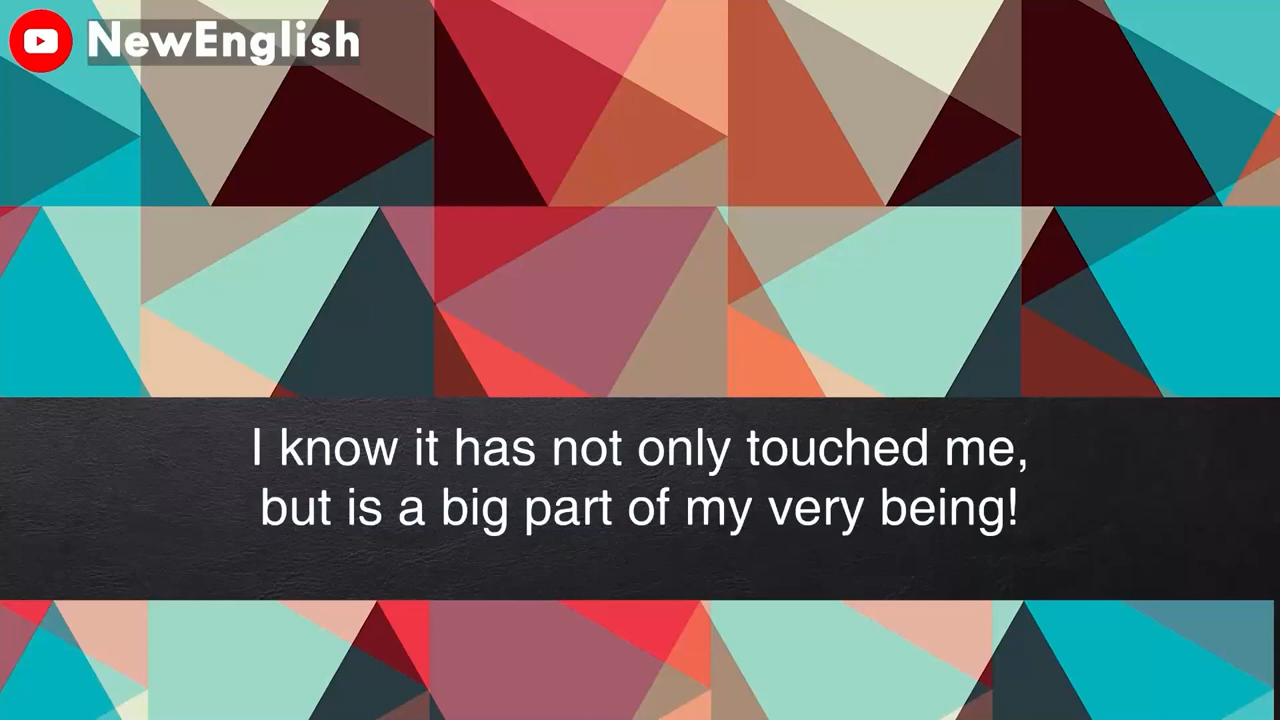 NewEnglish
I know it has not only touched me,
but is a big part of my very being!